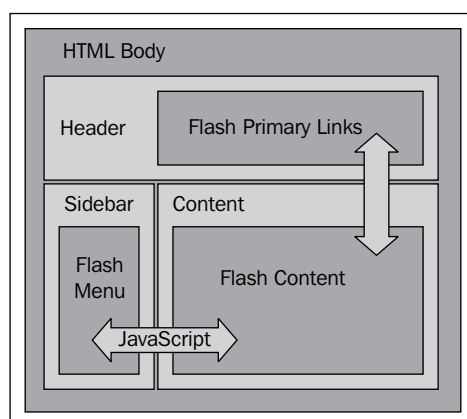 HTML Body
Header
Flash Primary Links
Sidebar
Content
Flash
Menu
Flash Content
JavaScript